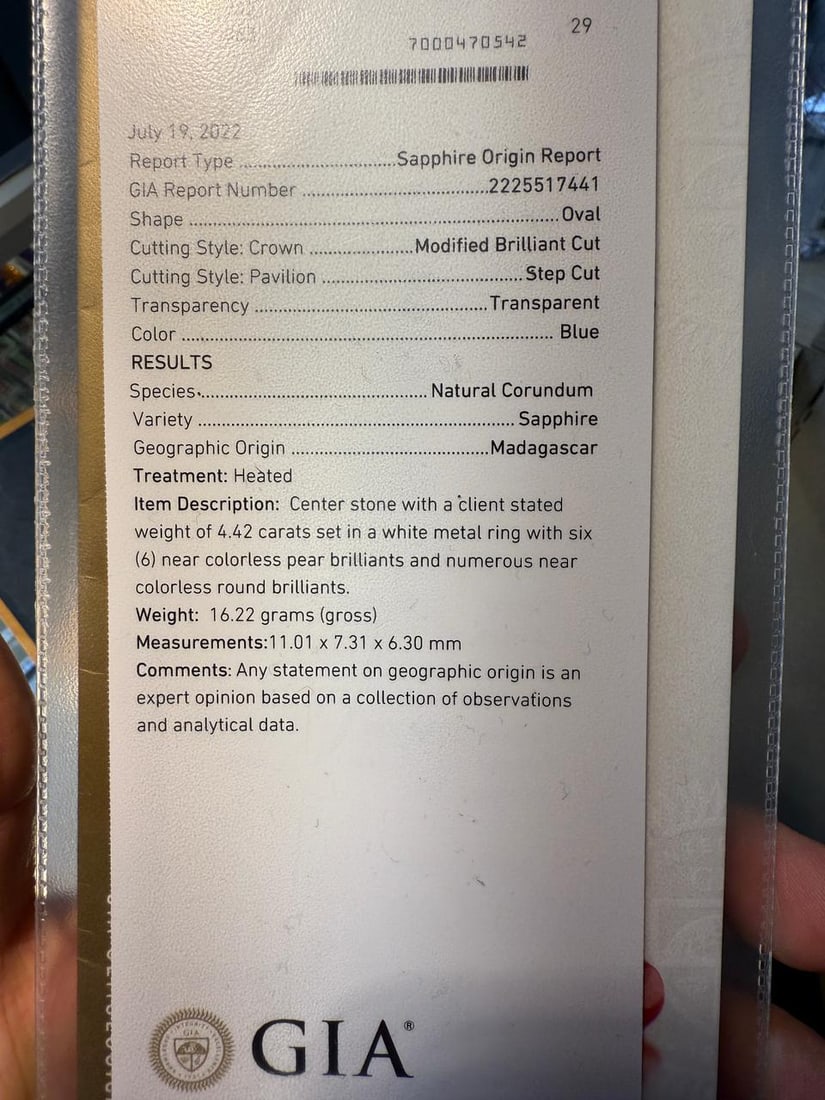 29
7000470542
July 19, 2022
Report Type ..................................Sapphire Origin Report
GIA Report Number ........................................2225517441
Shape ................................................................Oval
Cutting Style: Crown ....................Modified Brilliant Cut
Cutting Style: Pavilion .....................................Step Cut
Transparency ..............................................Transparent
Color .................................................................. Blue
RESULTS
Species.............................................. Natural Corundum
Variety .............................................................. Sapphire
Geographic Origin .......................................Madagascar
Treatment: Heated
Item Description: Center stone with a client stated
weight of 4.42 carats set in a white metal ring with six
(6) near colorless pear brilliants and numerous near
colorless round brilliants.
Weight: 16.22 grams (gross)
Measurements:11.01 x 7.31 x 6.30 mm
Comments: Any statement on geographic origin is an
expert opinion based on a collection of observations
and analytical data.
GIA
GIA®